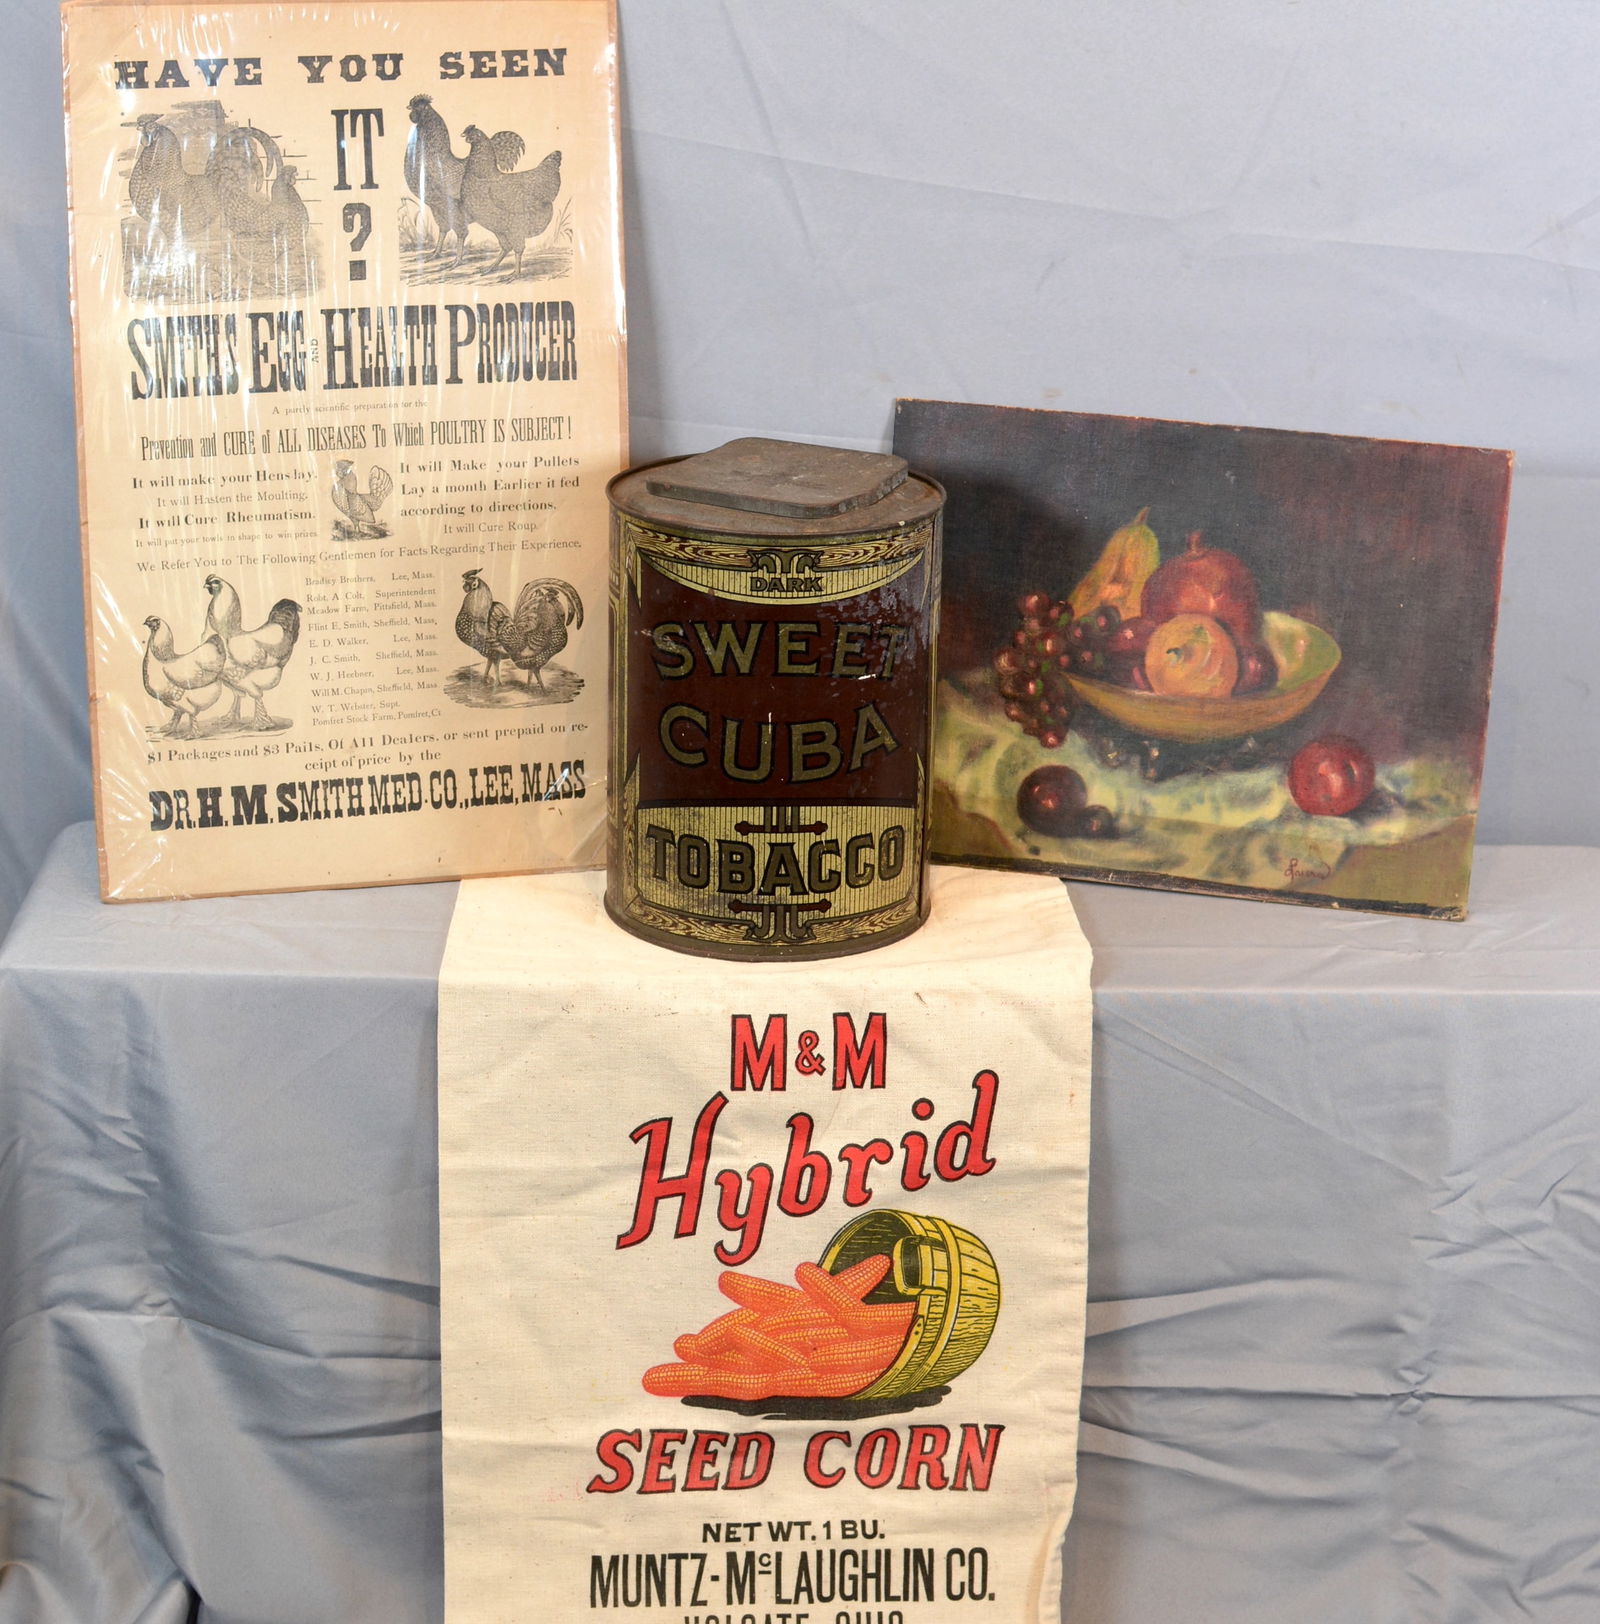 HAVE YOU SEEN
IT
?
SMITH'S EGG AND HEALTH PRODUCER
A purely scientific preparation for the
Prevention and CURE of ALL DISEASES To Which POULTRY IS SUBJECT!
It will make your Hens lay.
It will Hasten the Moulting.
It will Cure Rheumatism.
It will put your fowls in shape to win prizes.
It will Make your Pullets
Lay a month Earlier if fed
according to directions.
It will Cure Roup.
We Refer You to The Following Gentlemen for Facts Regarding Their Experience.
Bradley Brothers, Lee, Mass.
Robt. A Colt, Superintendent
Meadow Farm, Pittsfield, Mass.
Flint E. Smith, Sheffield, Mass,
E. D. Walker, Lee, Mass.
J. C. Smith, Sheffield, Mass.
W. J. Heebner, Lee, Mass.
Will M. Chapin, Sheffield, Mass
W. T. Webster, Supt.
Pomfret Stock Farm, Pomfret, Ct
$1 Packages and $3 Pails, Of All Dealers, or sent prepaid on re-
ceipt of price by the
DR. H. M. SMITH MED. CO., LEE, MASS
DARK
SWEET
CUBA
TOBACCO
M&M
Hybrid
SEED CORN
NET WT. 1 BU.
MUNTZ-McLAUGHLIN CO.
HOLGATE, OHIO